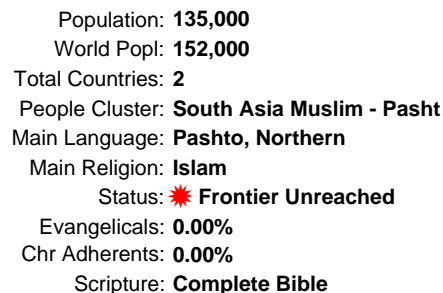 Population: 135,000
World Popl: 152,000
Total Countries: 2
People Cluster: South Asia Muslim - Pasht
Main Language: Pashto, Northern
Main Religion: Islam
Status: Frontier Unreached
Evangelicals: 0.00%
Chr Adherents: 0.00%
Scripture: Complete Bible